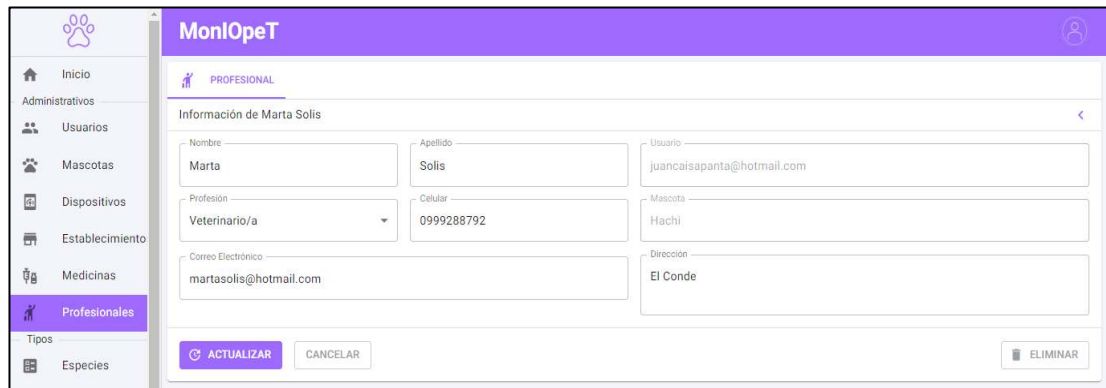 MonIOpeT
Inicio
Administrativos
Usuarios
Mascotas
Dispositivos
Establecimiento
Medicinas
Profesionales
Tipos
Especies
PROFESIONAL
Información de Marta Solis
Nombre
Marta
Apellido
Solis
Usuario
juancaisapanta@hotmail.com
Profesión
Veterinario/a
Celular
0999288792
Mascota
Hachi
Correo Electrónico
martasolis@hotmail.com
Dirección
El Conde
ACTUALIZAR
CANCELAR
ELIMINAR